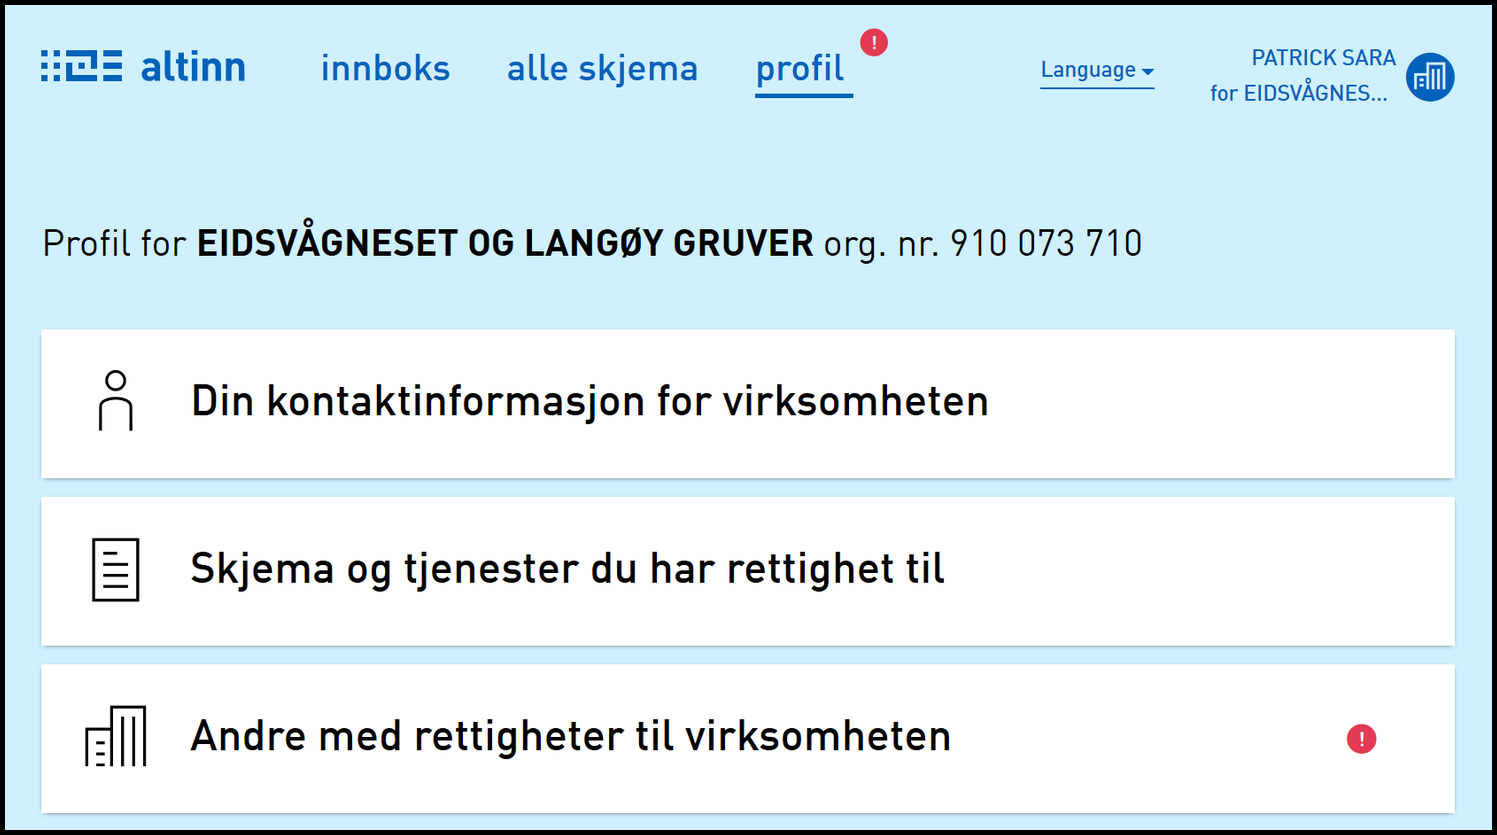 altinn innboks alle skjema profil ! Language PATRICK SARA
for EIDSVÅGNES...
Profil for EIDSVÅGNESET OG LANGØY GRUVER org. nr. 910 073 710
Din kontaktinformasjon for virksomheten
Skjema og tjenester du har rettighet til
Andre med rettigheter til virksomheten !